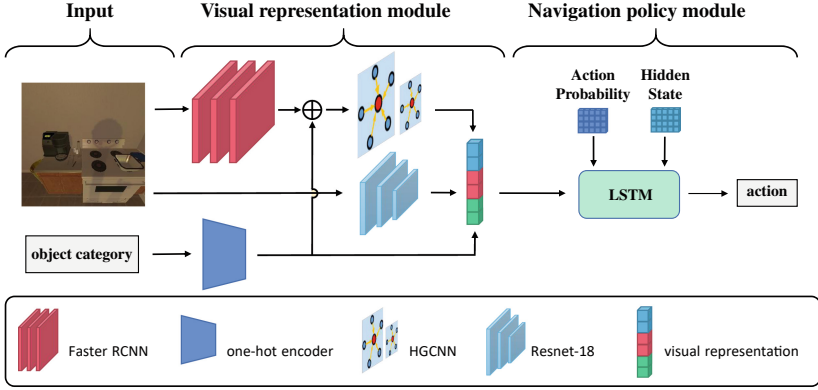 Input
Visual representation module
Navigation policy module
Action
Probability
Hidden
State
LSTM
action
object category
Faster RCNN
one-hot encoder
HGCNN
Resnet-18
visual representation